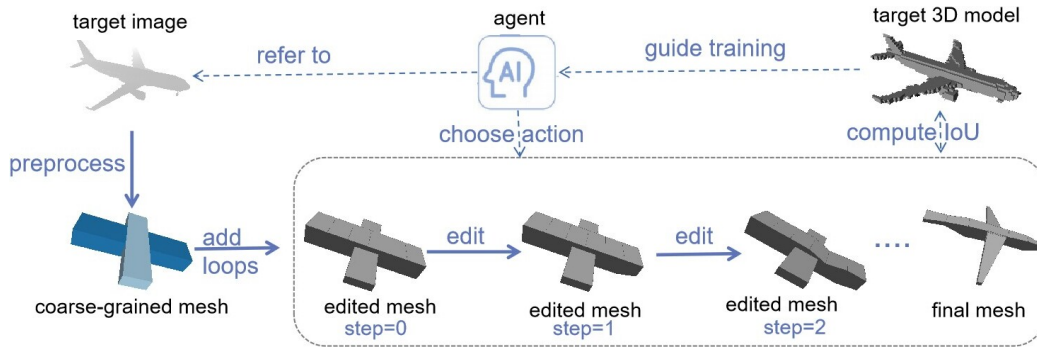 target image
agent
target 3D model
refer to
AI
guide training
preprocess
choose action
compute IoU
add
loops
edit
edit
....
coarse-grained mesh
edited mesh
step=0
edited mesh
step=1
edited mesh
step=2
final mesh